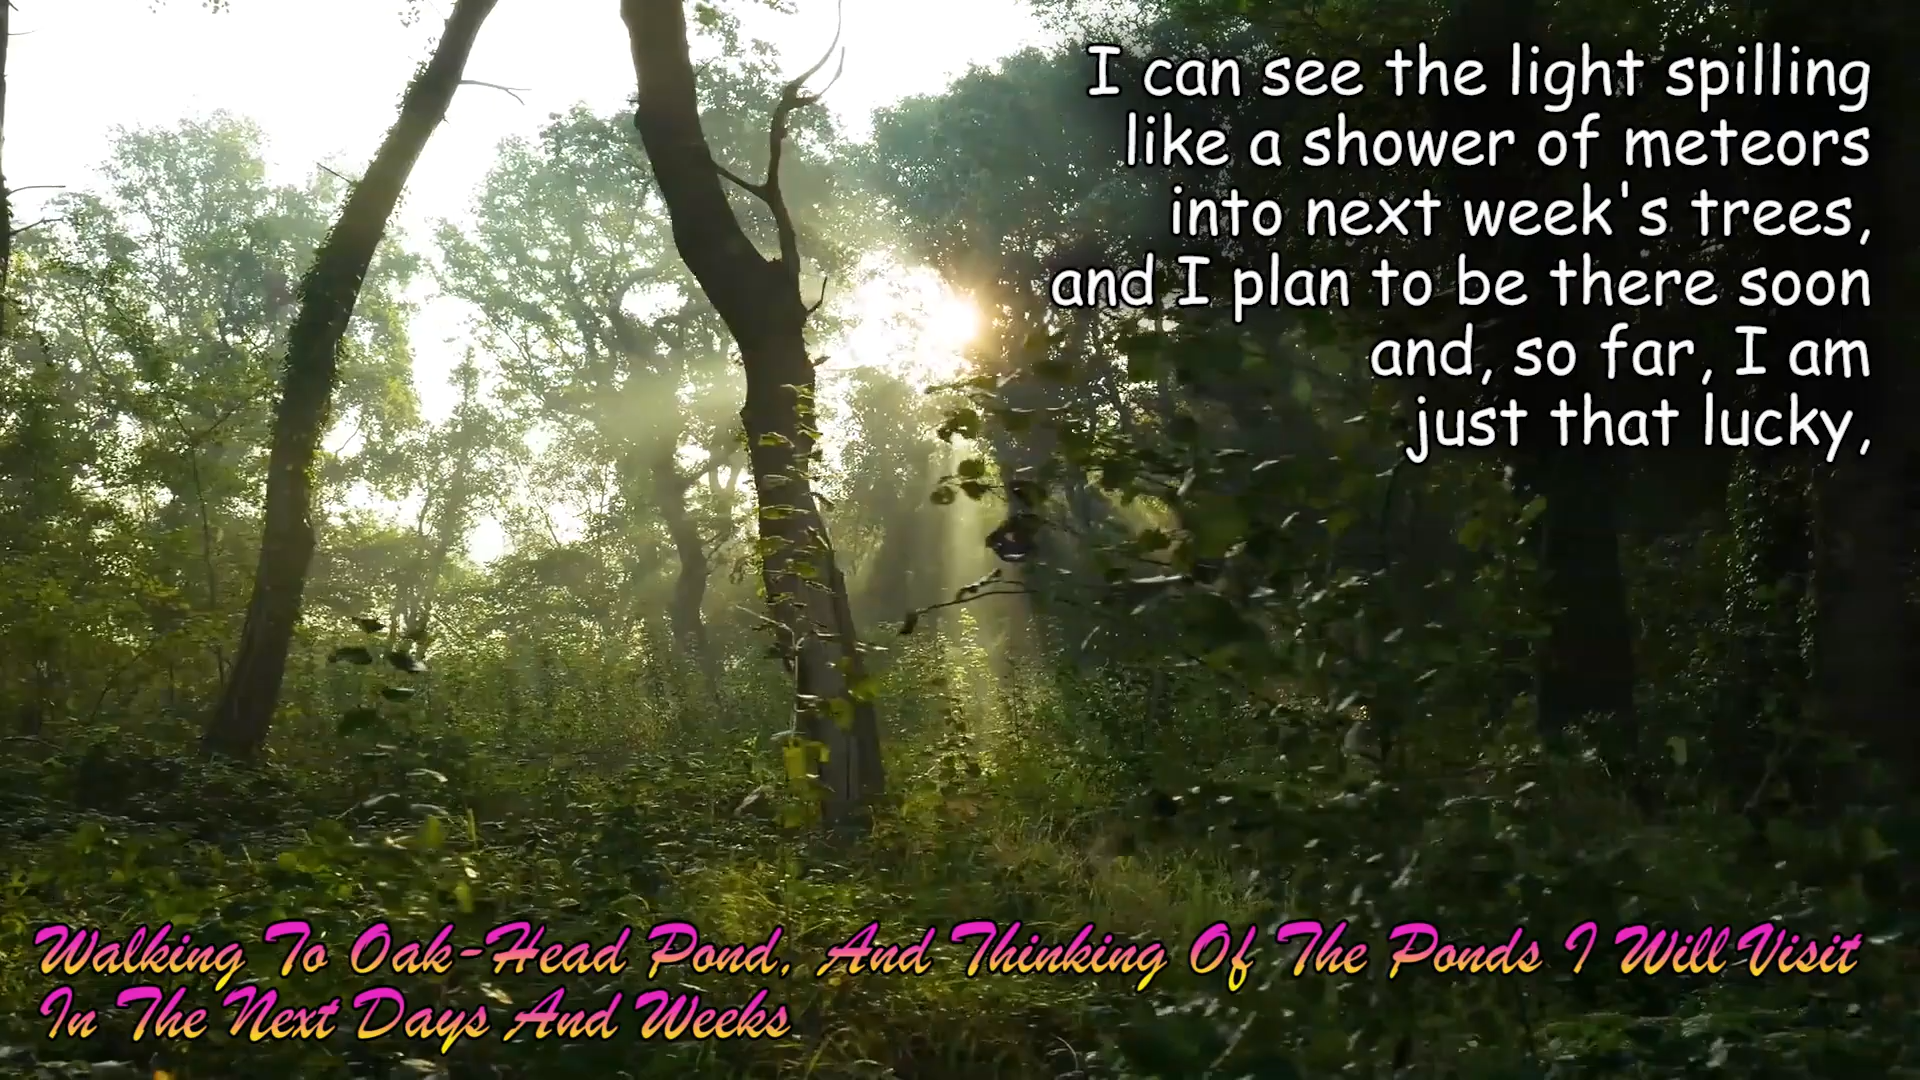 I can see the light spilling
like a shower of meteors
into next week's trees,
and I plan to be there soon
and, so far, I am
just that lucky,
Walking To Oak-Head Pond, And Thinking Of The Ponds I Will Visit
In The Next Days And Weeks